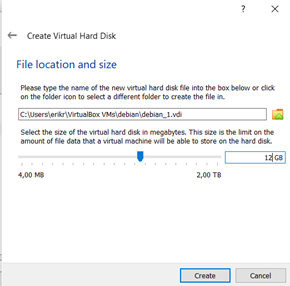 Create Virtual Hard Disk
File location and size
Please type the name of the new virtual hard disk file into the box below or click
on the folder icon to select a different folder to create the file in.
C:\Users\erikr\VirtualBox VMs\debian\debian_1.vdi
Select the size of the virtual hard disk in megabytes. This size is the limit on the
amount of file data that a virtual machine will be able to store on the hard disk.
12 GB
4,00 MB 2,00 TB
Create Cancel